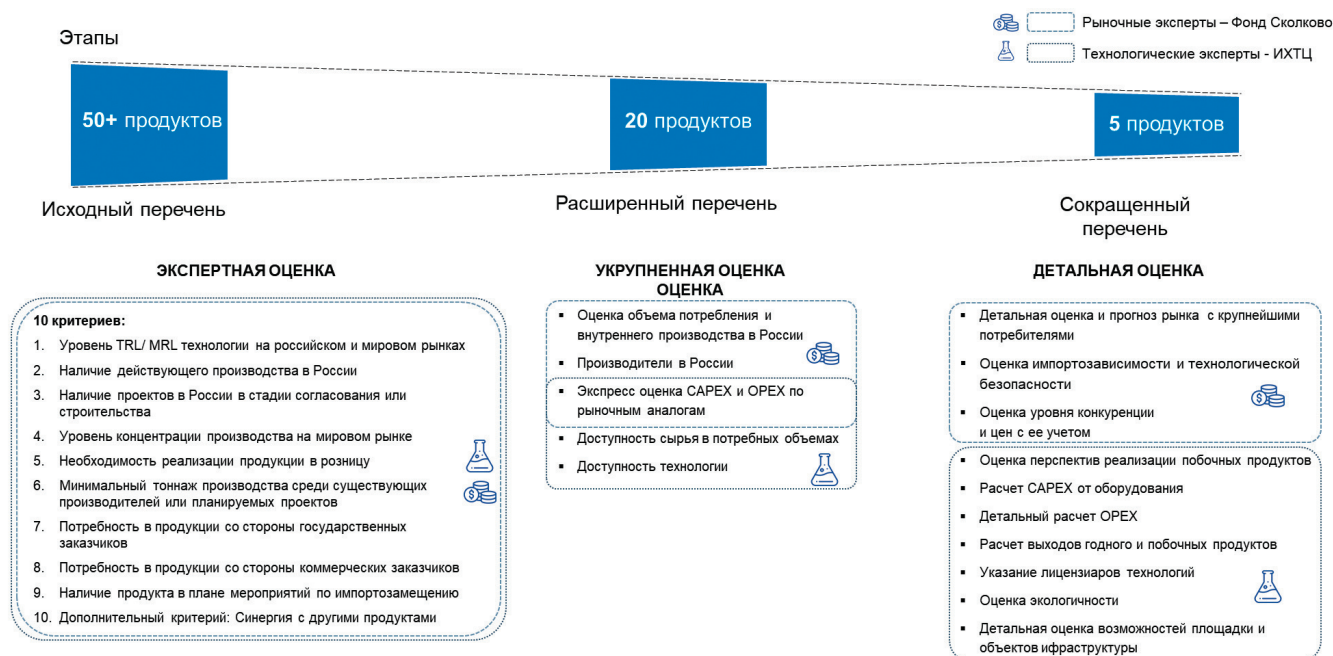 Рыночные эксперты – Фонд Сколково
Технологические эксперты - ИХТЦ
Этапы
50+ продуктов
20 продуктов
5 продуктов
Исходный перечень
Расширенный перечень
Сокращенный
перечень
ЭКСПЕРТНАЯ ОЦЕНКА
10 критериев:
1. Уровень TRL/ MRL технологии на российском и мировом рынках
2. Наличие действующего производства в России
3. Наличие проектов в России в стадии согласования или
строительства
4. Уровень концентрации производства на мировом рынке
5. Необходимость реализации продукции в розницу
6. Минимальный тоннаж производства среди существующих
производителей или планируемых проектов
7. Потребность в продукции со стороны государственных
заказчиков
8. Потребность в продукции со стороны коммерческих заказчиков
9. Наличие продукта в плане мероприятий по импортозамещению
10. Дополнительный критерий: Синергия с другими продуктами
УКРУПНЕННАЯ ОЦЕНКА
ОЦЕНКА
▪ Оценка объема потребления и
внутреннего производства в России
▪ Производители в России
▪ Экспресс оценка CAPEX и OPEX по
рыночным аналогам
▪ Доступность сырья в потребных объемах
▪ Доступность технологии
ДЕТАЛЬНАЯ ОЦЕНКА
▪ Детальная оценка и прогноз рынка с крупнейшими
потребителями
▪ Оценка импортозависимости и технологической
безопасности
▪ Оценка уровня конкуренции
и цен с ее учетом
▪ Оценка перспектив реализации побочных продуктов
▪ Расчет CAPEX от оборудования
▪ Детальный расчет OPEX
▪ Расчет выходов годного и побочных продуктов
▪ Указание лицензиаров технологий
▪ Оценка экологичности
▪ Детальная оценка возможностей площадки и
объектов ифраструктуры